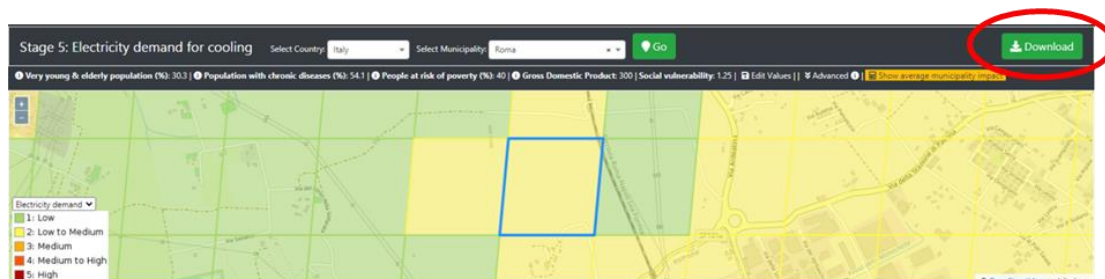 Stage 5: Electricity demand for cooling Select Country: Italy Select Municipality: Roma Go Download
Very young & elderly population (%): 30.3 | Population with chronic diseases (%): 54.1 | People at risk of poverty (%): 40 | Gross Domestic Product: 300 | Social vulnerability: 1.25 | Edit Values | | Advanced | Show average municipality impact
+
-
Electricity demand
1: Low
2: Low to Medium
3: Medium
4: Medium to High
5: High